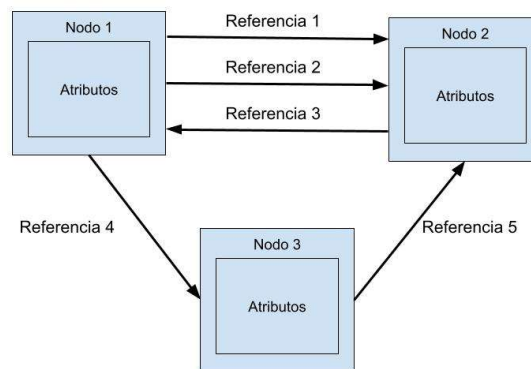 Nodo 1
Atributos
Referencia 1
Referencia 2
Referencia 3
Nodo 2
Atributos
Referencia 4
Referencia 5
Nodo 3
Atributos